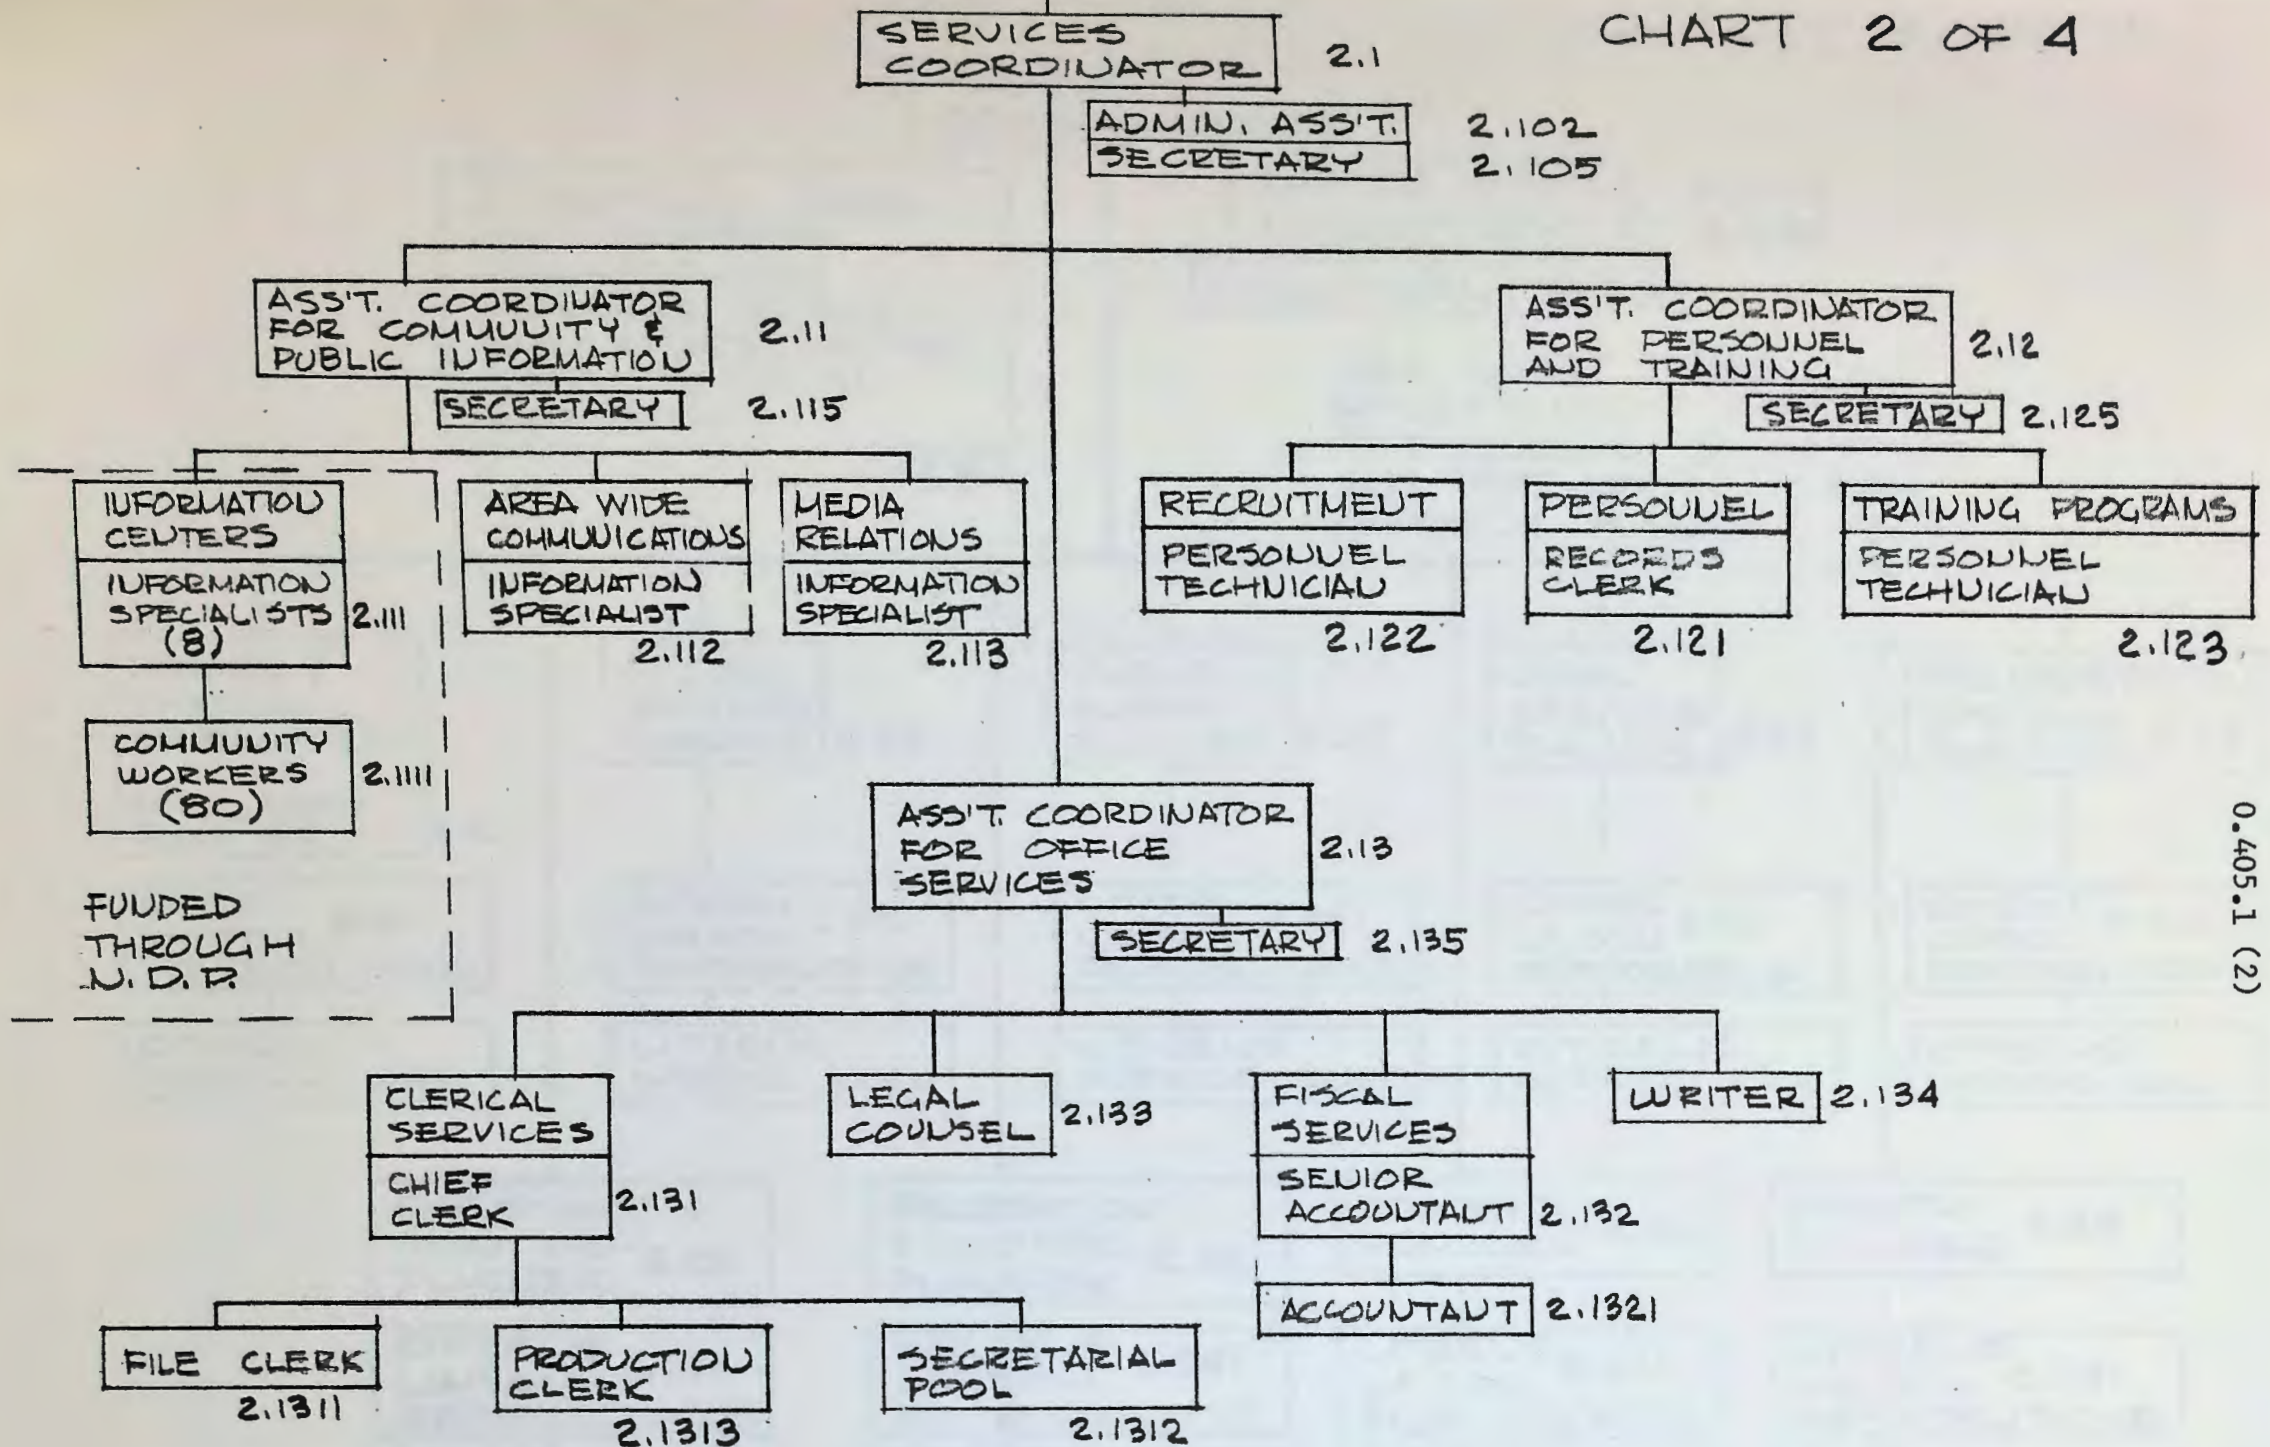 CHART 2 OF 4
SERVICES
COORDINATOR
2.1
ADMIN. ASS'T.
2.102
SECRETARY
2.105
ASS'T. COORDINATOR
FOR COMMUNITY &
PUBLIC INFORMATION
2.11
SECRETARY
2.115
ASS'T. COORDINATOR
FOR PERSONNEL
AND TRAINING
2.12
SECRETARY
2.125
INFORMATION
CENTERS
INFORMATION
SPECIALISTS
(8)
2.111
AREA WIDE
COMMUNICATIONS
INFORMATION
SPECIALIST
2.112
MEDIA
RELATIONS
INFORMATION
SPECIALIST
2.113
RECRUITMENT
PERSONNEL
TECHNICIAN
2.122
PERSONNEL
RECORDS
CLERK
2.121
TRAINING PROGRAMS
PERSONNEL
TECHNICIAN
2.123
COMMUNITY
WORKERS
(80)
2.1111
FUNDED
THROUGH
N.D.P.
ASS'T. COORDINATOR
FOR OFFICE
SERVICES
2.13
SECRETARY
2.135
0.405.1 (2)
CLERICAL
SERVICES
CHIEF
CLERK
2.131
LEGAL
COUNSEL
2.133
FISCAL
SERVICES
SENIOR
ACCOUNTANT
2.132
WRITER
2.134
ACCOUNTANT
2.1321
FILE CLERK
2.1311
PRODUCTION
CLERK
2.1313
SECRETARIAL
POOL
2.1312